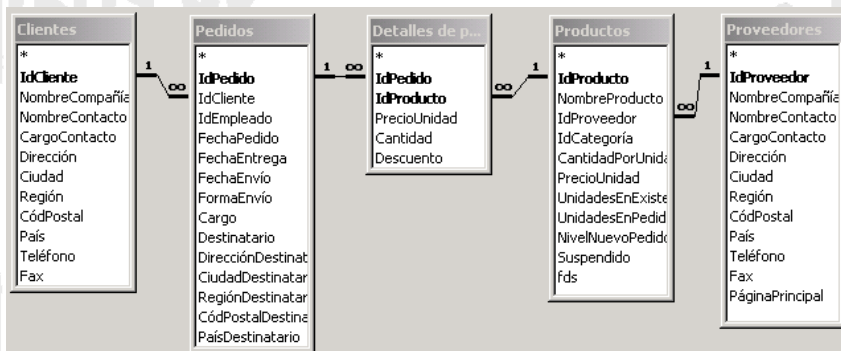 Clientes
*
IdCliente
NombreCompañía
NombreContacto
CargoContacto
Dirección
Ciudad
Región
CódPostal
País
Teléfono
Fax
1
∞
Pedidos
*
IdPedido
IdCliente
IdEmpleado
FechaPedido
FechaEntrega
FechaEnvío
FormaEnvío
Cargo
Destinatario
DirecciónDestinat
CiudadDestinatar
RegiónDestinatar
CódPostalDestina
PaísDestinatario
1
∞
Detalles de p...
*
IdPedido
IdProducto
PrecioUnidad
Cantidad
Descuento
∞
1
Productos
*
IdProducto
NombreProducto
IdProveedor
IdCategoría
CantidadPorUnida
PrecioUnidad
UnidadesEnExiste
UnidadesEnPedid
NivelNuevoPedido
Suspendido
fds
∞
1
Proveedores
*
IdProveedor
NombreCompañía
NombreContacto
CargoContacto
Dirección
Ciudad
Región
CódPostal
País
Teléfono
Fax
PáginaPrincipal